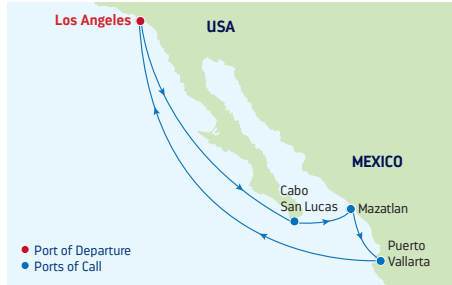 Los Angeles
USA
MEXICO
Cabo
San Lucas
Mazatlan
Puerto
Vallarta
Port of Departure
Ports of Call